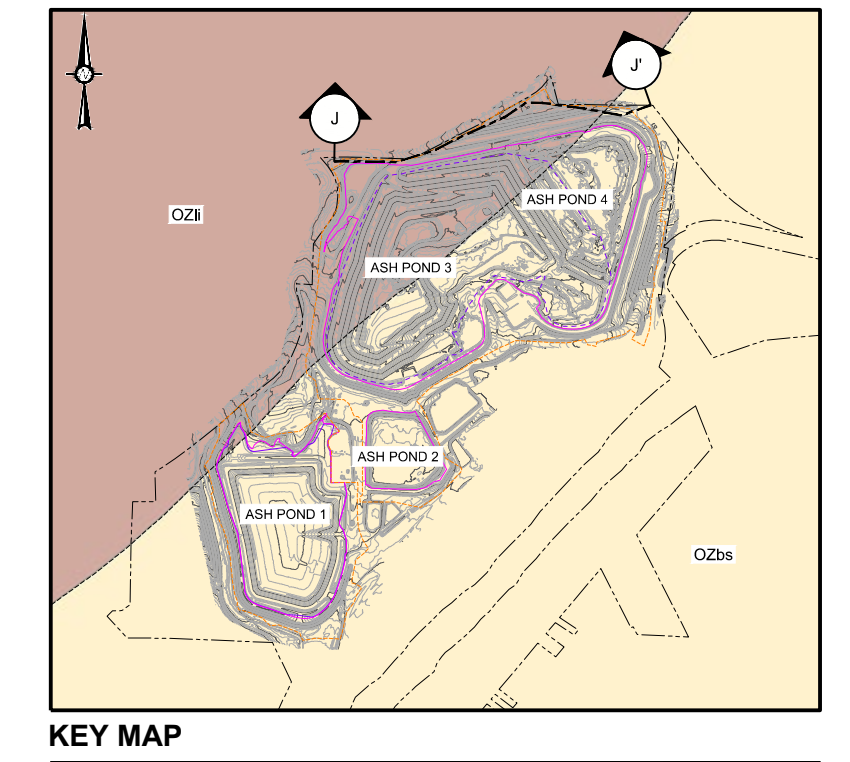 N
J
J'
OZli
ASH POND 4
ASH POND 3
ASH POND 2
ASH POND 1
OZbs
KEY MAP